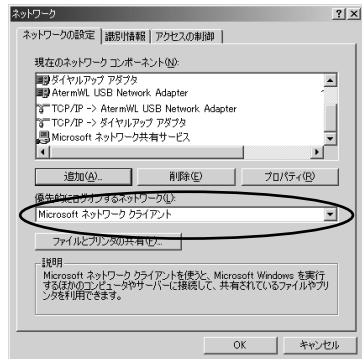 ネットワーク
ネットワークの設定 識別情報 アクセスの制御
現在のネットワーク コンポーネント(N):
ダイヤルアップ アダプタ
AtermWL USB Network Adapter
TCP/IP -> AtermWL USB Network Adapter
TCP/IP -> ダイヤルアップ アダプタ
Microsoft ネットワーク共有サービス
追加(A)... 削除(E) プロパティ(R)
優先的にログオンするネットワーク(L):
Microsoft ネットワーク クライアント
ファイルとプリンタの共有(F)...
説明
Microsoft ネットワーク クライアントを使うと、Microsoft Windows を実行
するほかのコンピュータやサーバーに接続して、共有されているファイルやプリ
ンタを利用できます。
OK キャンセル